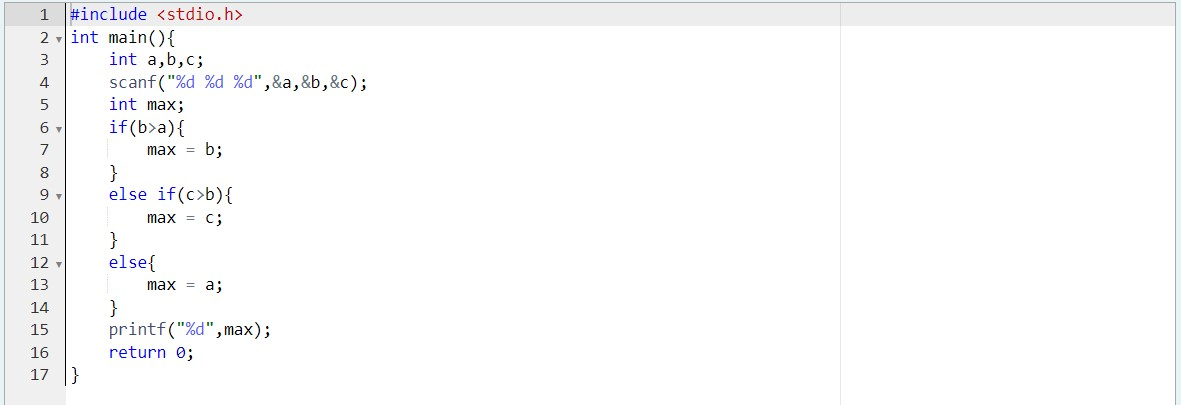 1 #include <stdio.h>
2 int main(){
3     int a,b,c;
4     scanf("%d %d %d",&a,&b,&c);
5     int max;
6     if(b>a){
7         max = b;
8     }
9     else if(c>b){
10         max = c;
11     }
12     else{
13         max = a;
14     }
15     printf("%d",max);
16     return 0;
17 }